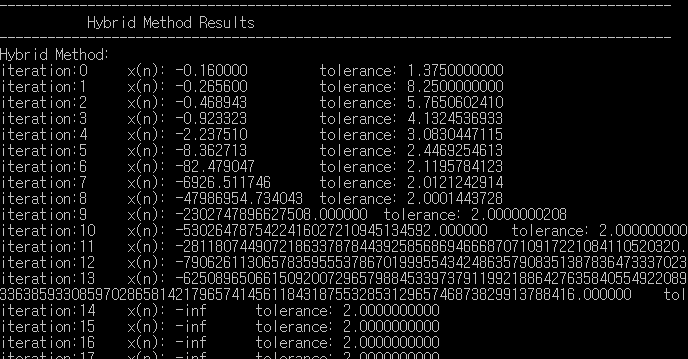 Hybrid Method Results
Hybrid Method:
iteration:0 x(n): -0.160000 tolerance: 1.3750000000
iteration:1 x(n): -0.265600 tolerance: 8.2500000000
iteration:2 x(n): -0.468943 tolerance: 5.7650602410
iteration:3 x(n): -0.923323 tolerance: 4.1324536933
iteration:4 x(n): -2.237510 tolerance: 3.0830447115
iteration:5 x(n): -8.362713 tolerance: 2.4469254613
iteration:6 x(n): -82.479047 tolerance: 2.1195784123
iteration:7 x(n): -6926.511746 tolerance: 2.0121242914
iteration:8 x(n): -47986954.734043 tolerance: 2.0001443728
iteration:9 x(n): -2302747896627508.000000 tolerance: 2.0000000208
iteration:10 x(n): -5302647875422416027210945134592.000000 tolerance: 2.000000000
iteration:11 x(n): -28118074490721863378784439258568694666870710917221084110520320.
iteration:12 x(n): -790626113065783595553786701999554342486357908351387836473337023
iteration:13 x(n): -625089650661509200729657988453397379119921886427635840554922089
33638593308597028658142179657414561184318755328531296574687382991378​8416.000000 tol
iteration:14 x(n): -inf tolerance: 2.0000000000
iteration:15 x(n): -inf tolerance: 2.0000000000
iteration:16 x(n): -inf tolerance: 2.0000000000
iteration:17 x(n): -inf tolerance: 2.0000000000